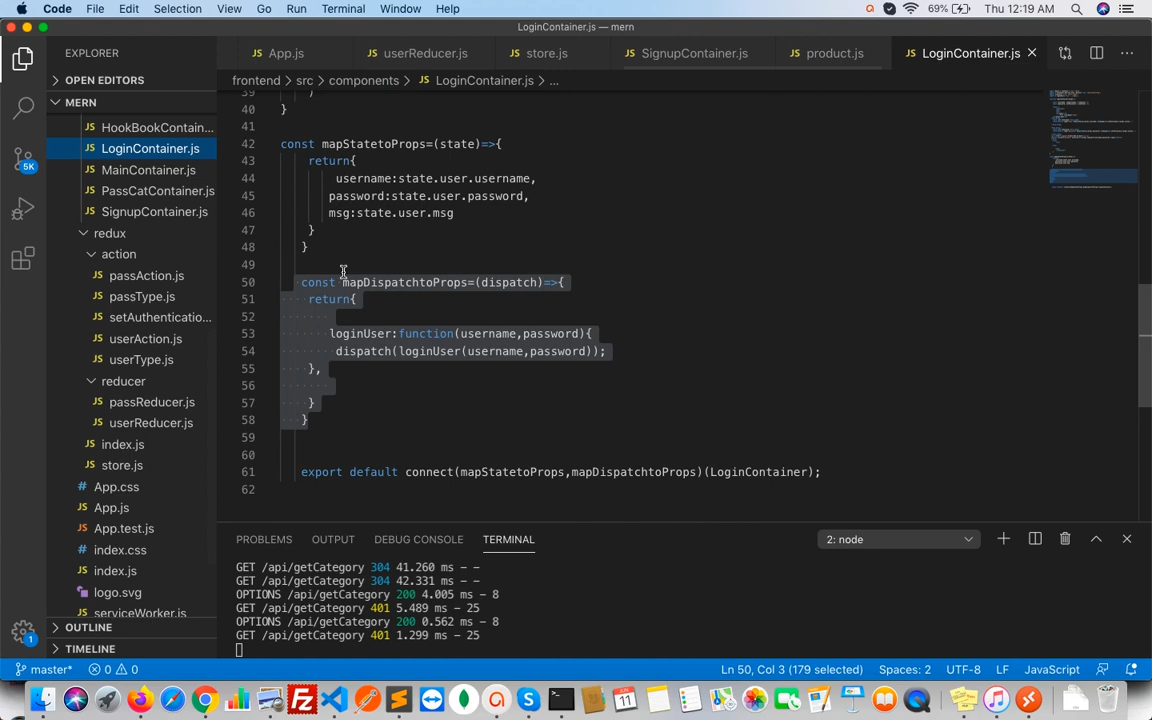 Code File Edit Selection View Go Run Terminal Window Help 69% Thu 12:19 AM
LoginContainer.js — mern
EXPLORER
App.js userReducer.js store.js SignupContainer.js product.js LoginContainer.js
OPEN EDITORS
frontend > src > components > LoginContainer.js > ...
MERN
HookBookContain...
LoginContainer.js
MainContainer.js
PassCatContainer.js
SignupContainer.js
redux
action
passAction.js
passType.js
setAuthenticatio...
userAction.js
userType.js
reducer
passReducer.js
userReducer.js
index.js
store.js
App.css
App.js
App.test.js
index.css
index.js
logo.svg
serviceWorker.js
OUTLINE
TIMELINE
5K
1
39 )
40 }
41
42 const mapStatetoProps=(state)=>{
43 return{
44 username:state.user.username,
45 password:state.user.password,
46 msg:state.user.msg
47 }
48 }
49
50 const mapDispatchtoProps=(dispatch)=>{
51 return{
52
53 loginUser:function(username,password){
54 dispatch(loginUser(username,password));
55 },
56
57 }
58 }
59
60
61 export default connect(mapStatetoProps,mapDispatchtoProps)(LoginContainer);
62
PROBLEMS OUTPUT DEBUG CONSOLE TERMINAL 2: node
GET /api/getCategory 304 41.260 ms - -
GET /api/getCategory 304 42.331 ms - -
OPTIONS /api/getCategory 200 4.005 ms - 8
GET /api/getCategory 401 5.489 ms - 25
OPTIONS /api/getCategory 200 0.562 ms - 8
GET /api/getCategory 401 1.299 ms - 25
master* 0 0 Ln 50, Col 3 (179 selected) Spaces: 2 UTF-8 LF JavaScript
11